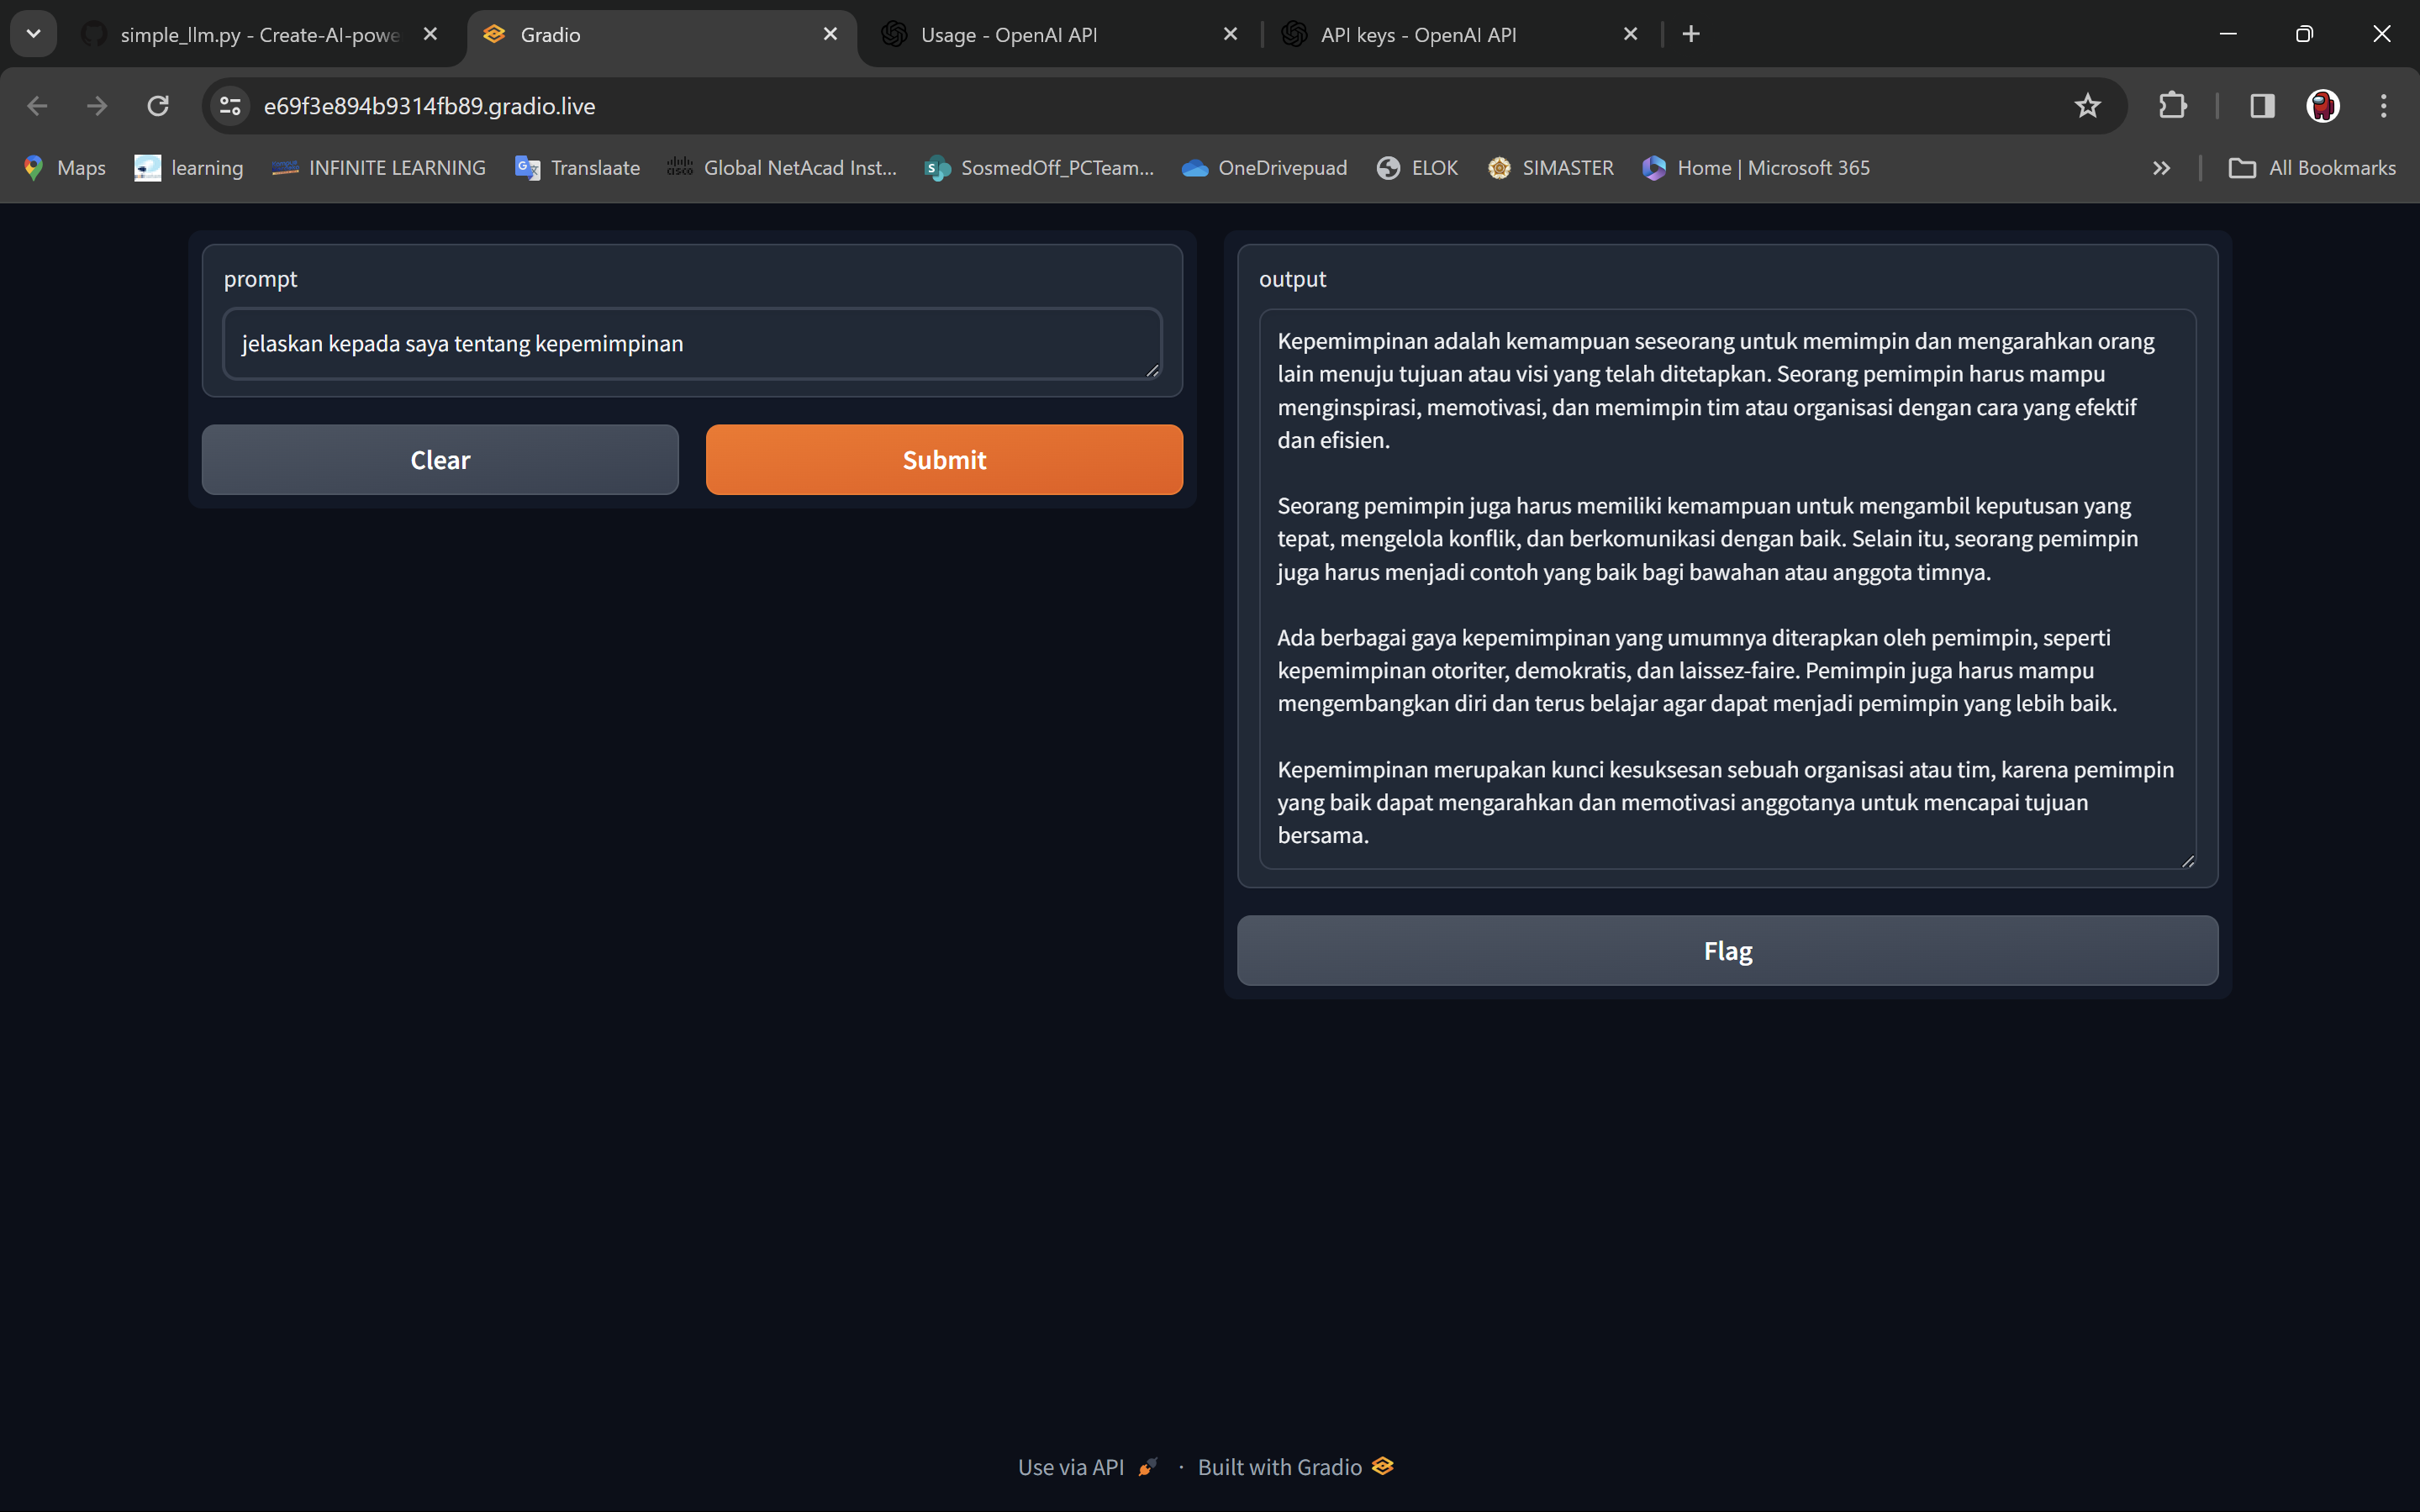 simple_llm.py - Create-AI-powe
Gradio
Usage - OpenAI API
API keys - OpenAI API
e69f3e894b9314fb89.gradio.live
Maps
learning
INFINITE LEARNING
Translaate
Global NetAcad Inst...
SosmedOff_PCTeam...
OneDrivepuad
ELOK
SIMASTER
Home | Microsoft 365
All Bookmarks
prompt
jelaskan kepada saya tentang kepemimpinan
Clear
Submit
output
Kepemimpinan adalah kemampuan seseorang untuk memimpin dan mengarahkan orang
lain menuju tujuan atau visi yang telah ditetapkan. Seorang pemimpin harus mampu
menginspirasi, memotivasi, dan memimpin tim atau organisasi dengan cara yang efektif
dan efisien.
Seorang pemimpin juga harus memiliki kemampuan untuk mengambil keputusan yang
tepat, mengelola konflik, dan berkomunikasi dengan baik. Selain itu, seorang pemimpin
juga harus menjadi contoh yang baik bagi bawahan atau anggota timnya.
Ada berbagai gaya kepemimpinan yang umumnya diterapkan oleh pemimpin, seperti
kepemimpinan otoriter, demokratis, dan laissez-faire. Pemimpin juga harus mampu
mengembangkan diri dan terus belajar agar dapat menjadi pemimpin yang lebih baik.
Kepemimpinan merupakan kunci kesuksesan sebuah organisasi atau tim, karena pemimpin
yang baik dapat mengarahkan dan memotivasi anggotanya untuk mencapai tujuan
bersama.
Flag
Use via API · Built with Gradio